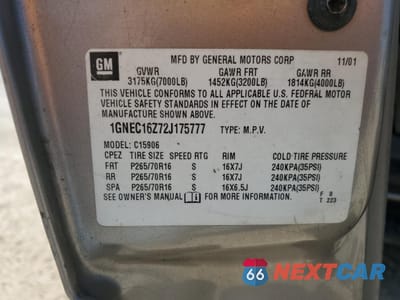 GM
MFD BY GENERAL MOTORS CORP 11/01
GVWR GAWR FRT GAWR RR
3175KG(7000LB) 1452KG(3200LB) 1814KG(4000LB)
THIS VEHICLE CONFORMS TO ALL APPLICABLE U.S. FEDERAL MOTOR
VEHICLE SAFETY STANDARDS IN EFFECT ON THE DATE OF
MANUFACTURE SHOWN ABOVE.
1GNEC16Z72J175777 TYPE: M.P.V.
MODEL: C15906
CPEZ TIRE SIZE SPEED RTG RIM COLD TIRE PRESSURE
FRT P265/70R16 S 16X7J 240KPA(35PSI)
RR P265/70R16 S 16X7J 240KPA(35PSI)
SPA P265/70R16 S 16X6.5J 240KPA(35PSI)
SEE OWNER'S MANUAL FOR MORE INFORMATION. F 8
T 223
66 NEXTCAR